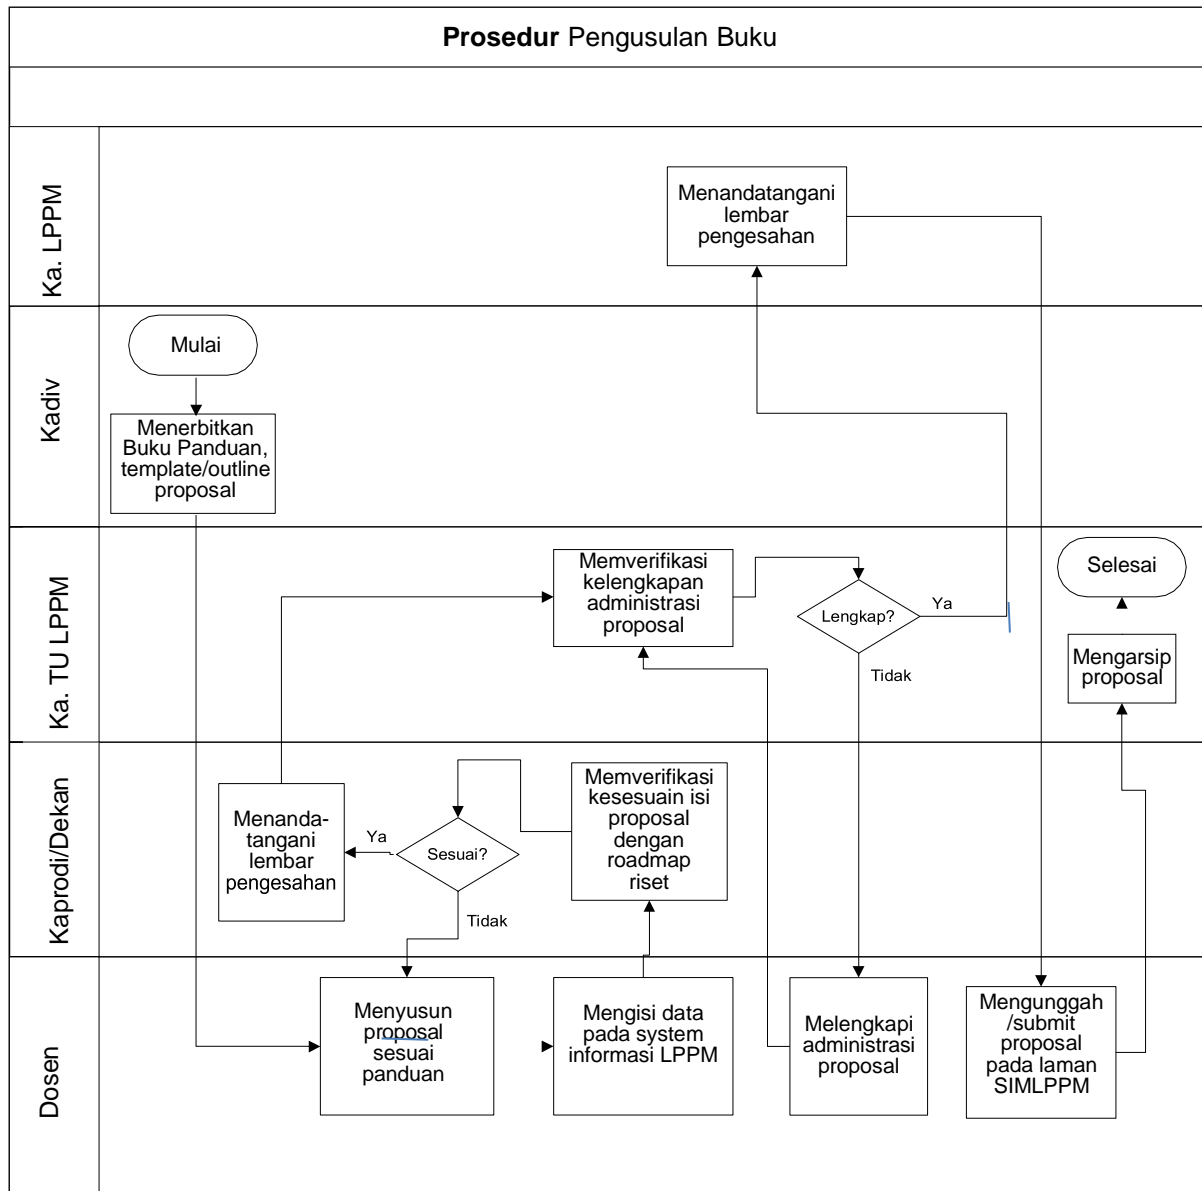 Prosedur Pengusulan Buku
Ka. LPPM
Menandatangani
lembar
pengesahan
Kadiv
Mulai
Menerbitkan
Buku Panduan,
template/outline
proposal
Ka. TU LPPM
Memverifikasi
kelengkapan
administrasi
proposal
Lengkap?
Ya
Tidak
Selesai
Mengarsip
proposal
Kaprodi/Dekan
Menanda-
tangani
lembar
pengesahan
Ya
Sesuai?
Tidak
Memverifikasi
kesesuain isi
proposal
dengan
roadmap
riset
Dosen
Menyusun
proposal
sesuai
panduan
Mengisi data
pada system
informasi LPPM
Melengkapi
administrasi
proposal
Mengunggah
/submit
proposal
pada laman
SIMLPPM